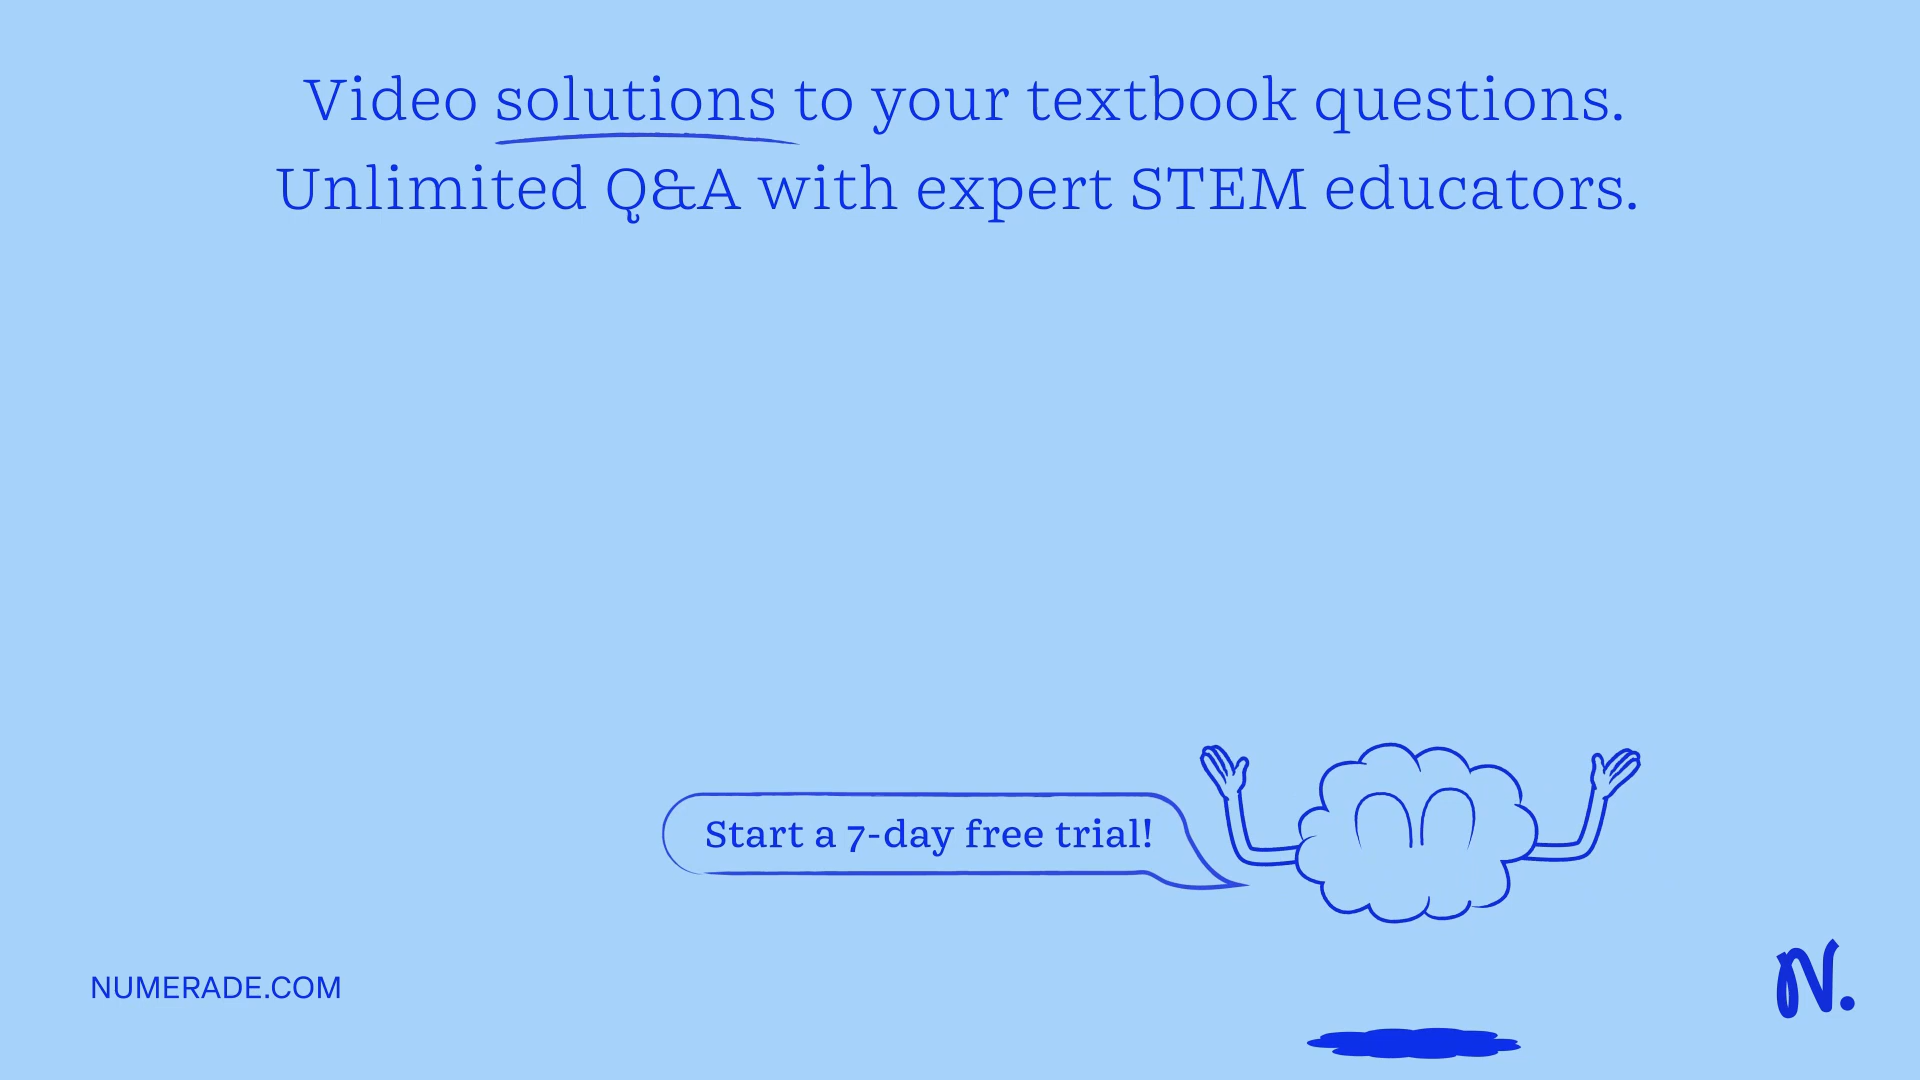 Video solutions to your textbook questions.
Unlimited Q&A with expert STEM educators.
Start a 7-day free trial!
NUMERADE.COM
N.